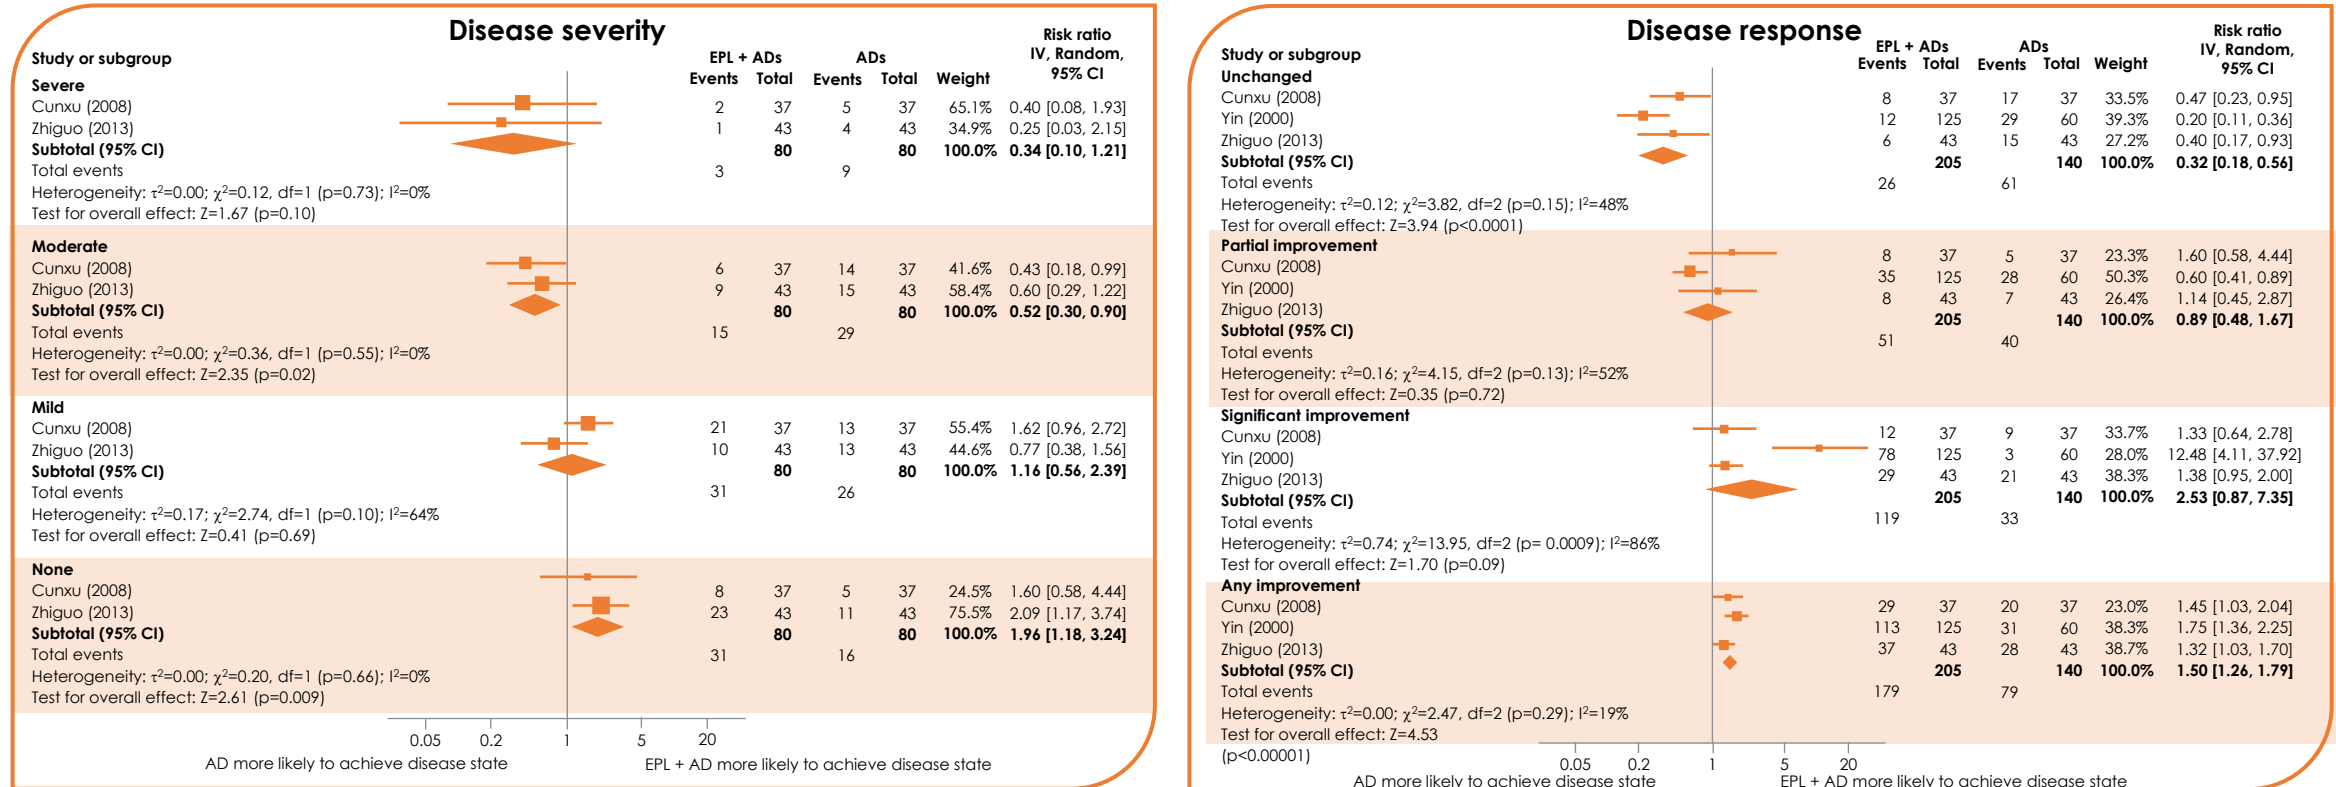 Disease severity
Study or subgroup EPL + ADs ADs Risk ratio IV, Random, 95% CI
Events Total Events Total Weight
Severe
Cunxu (2008) 2 37 5 37 65.1% 0.40 [0.08, 1.93]
Zhiguo (2013) 1 43 4 43 34.9% 0.25 [0.03, 2.15]
Subtotal (95% CI) 80 80 100.0% 0.34 [0.10, 1.21]
Total events 3 9
Heterogeneity: τ²=0.00; χ²=0.12, df=1 (p=0.73); I²=0%
Test for overall effect: Z=1.67 (p=0.10)
Moderate
Cunxu (2008) 6 37 14 37 41.6% 0.43 [0.18, 0.99]
Zhiguo (2013) 9 43 15 43 58.4% 0.60 [0.29, 1.22]
Subtotal (95% CI) 80 80 100.0% 0.52 [0.30, 0.90]
Total events 15 29
Heterogeneity: τ²=0.00; χ²=0.36, df=1 (p=0.55); I²=0%
Test for overall effect: Z=2.35 (p=0.02)
Mild
Cunxu (2008) 21 37 13 37 55.4% 1.62 [0.96, 2.72]
Zhiguo (2013) 10 43 13 43 44.6% 0.77 [0.38, 1.56]
Subtotal (95% CI) 80 80 100.0% 1.16 [0.56, 2.39]
Total events 31 26
Heterogeneity: τ²=0.17; χ²=2.74, df=1 (p=0.10); I²=64%
Test for overall effect: Z=0.41 (p=0.69)
None
Cunxu (2008) 8 37 5 37 24.5% 1.60 [0.58, 4.44]
Zhiguo (2013) 23 43 11 43 75.5% 2.09 [1.17, 3.74]
Subtotal (95% CI) 80 80 100.0% 1.96 [1.18, 3.24]
Total events 31 16
Heterogeneity: τ²=0.00; χ²=0.20, df=1 (p=0.66); I²=0%
Test for overall effect: Z=2.61 (p=0.009)
0.05 0.2 1 5 20
AD more likely to achieve disease state EPL + AD more likely to achieve disease state
Disease response
Study or subgroup EPL + ADs ADs Risk ratio IV, Random, 95% CI
Events Total Events Total Weight
Unchanged
Cunxu (2008) 8 37 17 37 33.5% 0.47 [0.23, 0.95]
Yin (2000) 12 125 29 60 39.3% 0.20 [0.11, 0.36]
Zhiguo (2013) 6 43 15 43 27.2% 0.40 [0.17, 0.93]
Subtotal (95% CI) 205 140 100.0% 0.32 [0.18, 0.56]
Total events 26 61
Heterogeneity: τ²=0.12; χ²=3.82, df=2 (p=0.15); I²=48%
Test for overall effect: Z=3.94 (p<0.0001)
Partial improvement
Cunxu (2008) 8 37 5 37 23.3% 1.60 [0.58, 4.44]
Yin (2000) 35 125 28 60 50.3% 0.60 [0.41, 0.89]
Zhiguo (2013) 8 43 7 43 26.4% 1.14 [0.45, 2.87]
Subtotal (95% CI) 205 140 100.0% 0.89 [0.48, 1.67]
Total events 51 40
Heterogeneity: τ²=0.16; χ²=4.15, df=2 (p=0.13); I²=52%
Test for overall effect: Z=0.35 (p=0.72)
Significant improvement
Cunxu (2008) 12 37 9 37 33.7% 1.33 [0.64, 2.78]
Yin (2000) 78 125 3 60 28.0% 12.48 [4.11, 37.92]
Zhiguo (2013) 29 43 21 43 38.3% 1.38 [0.95, 2.00]
Subtotal (95% CI) 205 140 100.0% 2.53 [0.87, 7.35]
Total events 119 33
Heterogeneity: τ²=0.74; χ²=13.95, df=2 (p= 0.0009); I²=86%
Test for overall effect: Z=1.70 (p=0.09)
Any improvement
Cunxu (2008) 29 37 20 37 23.0% 1.45 [1.03, 2.04]
Yin (2000) 113 125 31 60 38.3% 1.75 [1.36, 2.25]
Zhiguo (2013) 37 43 28 43 38.7% 1.32 [1.03, 1.70]
Subtotal (95% CI) 205 140 100.0% 1.50 [1.26, 1.79]
Total events 179 79
Heterogeneity: τ²=0.00; χ²=2.47, df=2 (p=0.29); I²=19%
Test for overall effect: Z=4.53
(p<0.00001)
0.05 0.2 1 5 20
AD more likely to achieve disease state EPL + AD more likely to achieve disease state